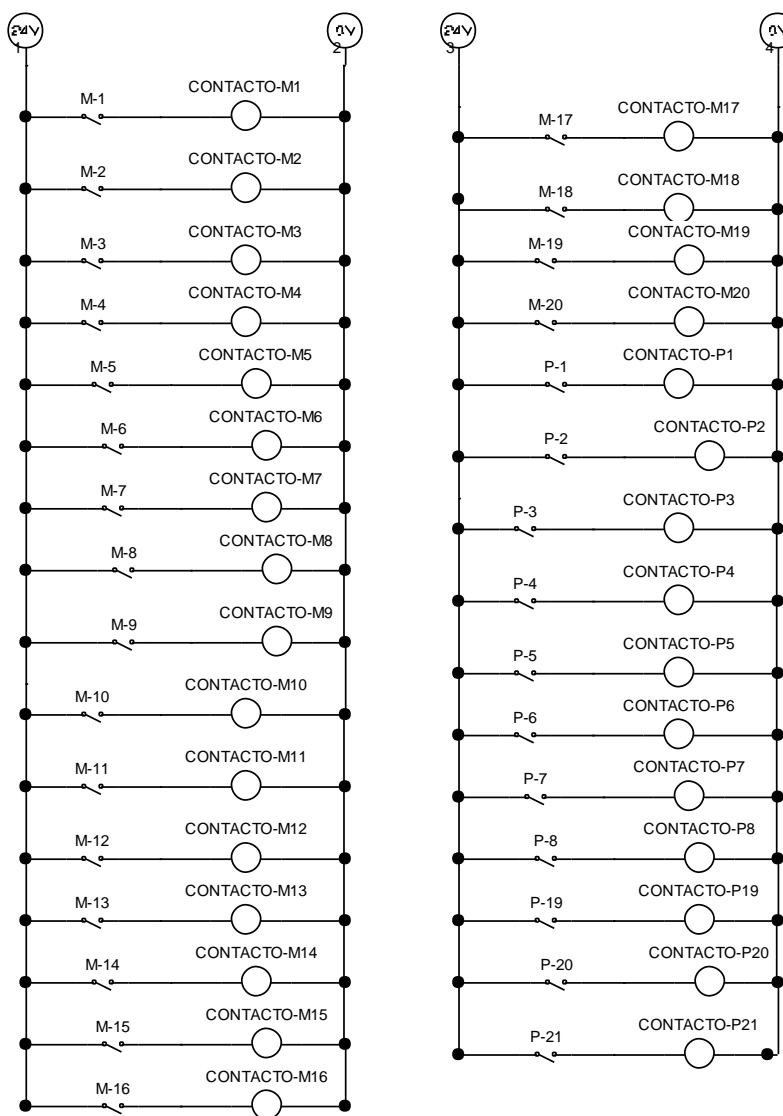 24V
0V
1
2
M-1 CONTACTO-M1
M-2 CONTACTO-M2
M-3 CONTACTO-M3
M-4 CONTACTO-M4
M-5 CONTACTO-M5
M-6 CONTACTO-M6
M-7 CONTACTO-M7
M-8 CONTACTO-M8
M-9 CONTACTO-M9
M-10 CONTACTO-M10
M-11 CONTACTO-M11
M-12 CONTACTO-M12
M-13 CONTACTO-M13
M-14 CONTACTO-M14
M-15 CONTACTO-M15
M-16 CONTACTO-M16
24V
0V
3
4
M-17 CONTACTO-M17
M-18 CONTACTO-M18
M-19 CONTACTO-M19
M-20 CONTACTO-M20
P-1 CONTACTO-P1
P-2 CONTACTO-P2
P-3 CONTACTO-P3
P-4 CONTACTO-P4
P-5 CONTACTO-P5
P-6 CONTACTO-P6
P-7 CONTACTO-P7
P-8 CONTACTO-P8
P-19 CONTACTO-P19
P-20 CONTACTO-P20
P-21 CONTACTO-P21